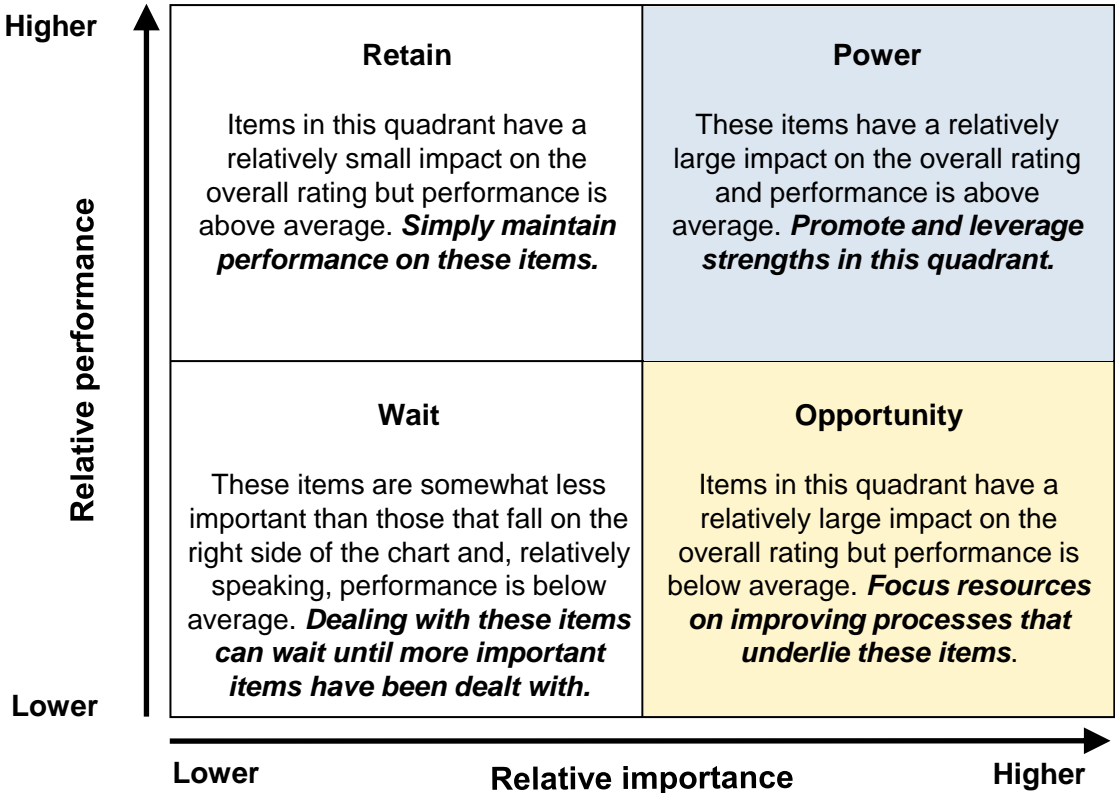 Higher
Relative performance
Lower
Retain
Items in this quadrant have a
relatively small impact on the
overall rating but performance is
above average. Simply maintain
performance on these items.
Power
These items have a relatively
large impact on the overall rating
and performance is above
average. Promote and leverage
strengths in this quadrant.
Wait
These items are somewhat less
important than those that fall on the
right side of the chart and, relatively
speaking, performance is below
average. Dealing with these items
can wait until more important
items have been dealt with.
Opportunity
Items in this quadrant have a
relatively large impact on the
overall rating but performance is
below average. Focus resources
on improving processes that
underlie these items.
Lower
Relative importance
Higher